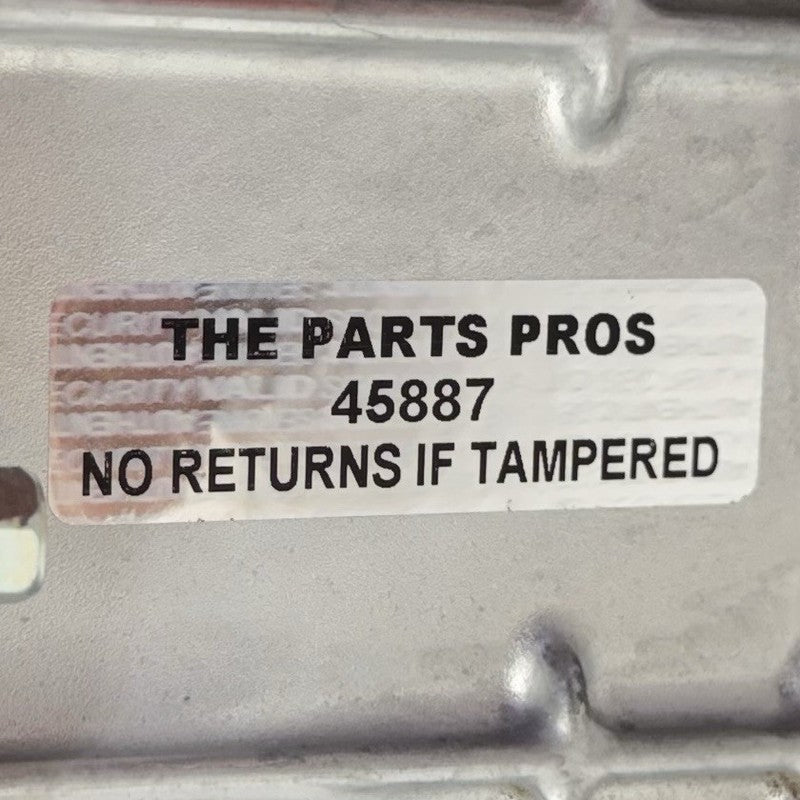 THE PARTS PROS
45887
NO RETURNS IF TAMPERED